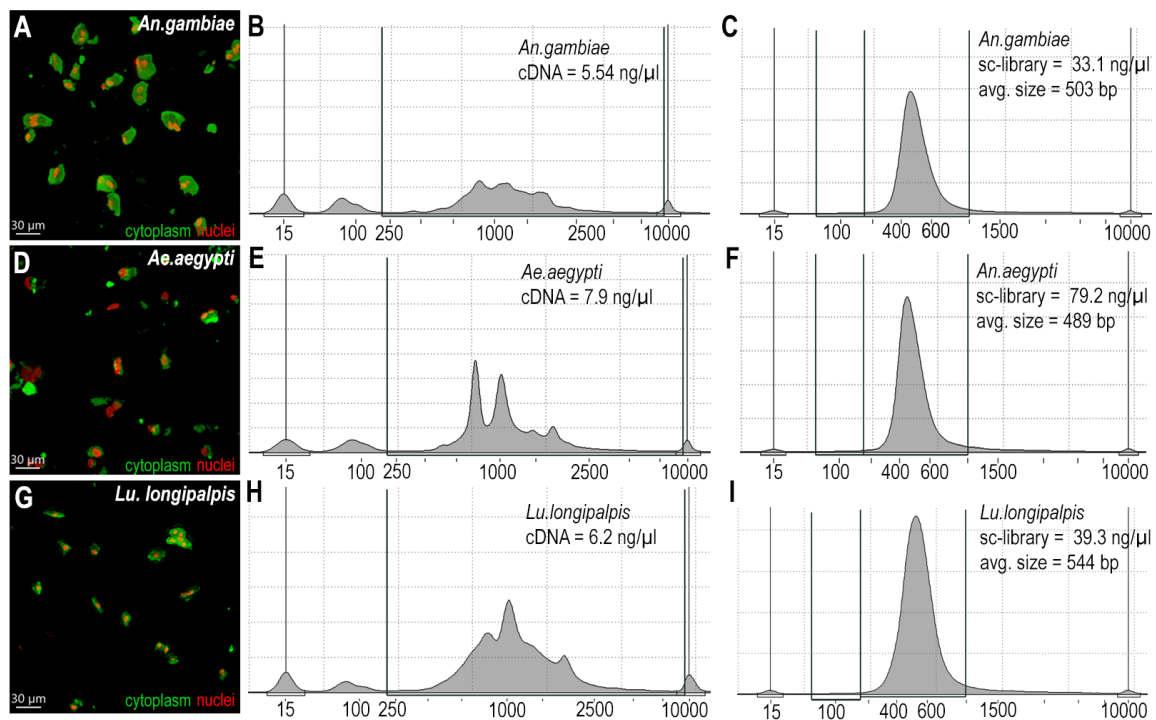 A
An.gambiae
30 µm
cytoplasm nuclei
B
An.gambiae
cDNA = 5.54 ng/µl
15 100 250 1000 2500 10000
C
An.gambiae
sc-library = 33.1 ng/µl
avg. size = 503 bp
15 100 400 600 1500 10000
D
Ae.aegypti
30 µm
cytoplasm nuclei
E
Ae.aegypti
cDNA = 7.9 ng/µl
15 100 250 1000 2500 10000
F
An.aegypti
sc-library = 79.2 ng/µl
avg. size = 489 bp
15 100 400 600 1500 10000
G
Lu. longipalpis
30 µm
cytoplasm nuclei
H
Lu.longipalpis
cDNA = 6.2 ng/µl
15 100 250 1000 2500 10000
I
Lu.longipalpis
sc-library = 39.3 ng/µl
avg. size = 544 bp
15 100 400 600 1500 10000